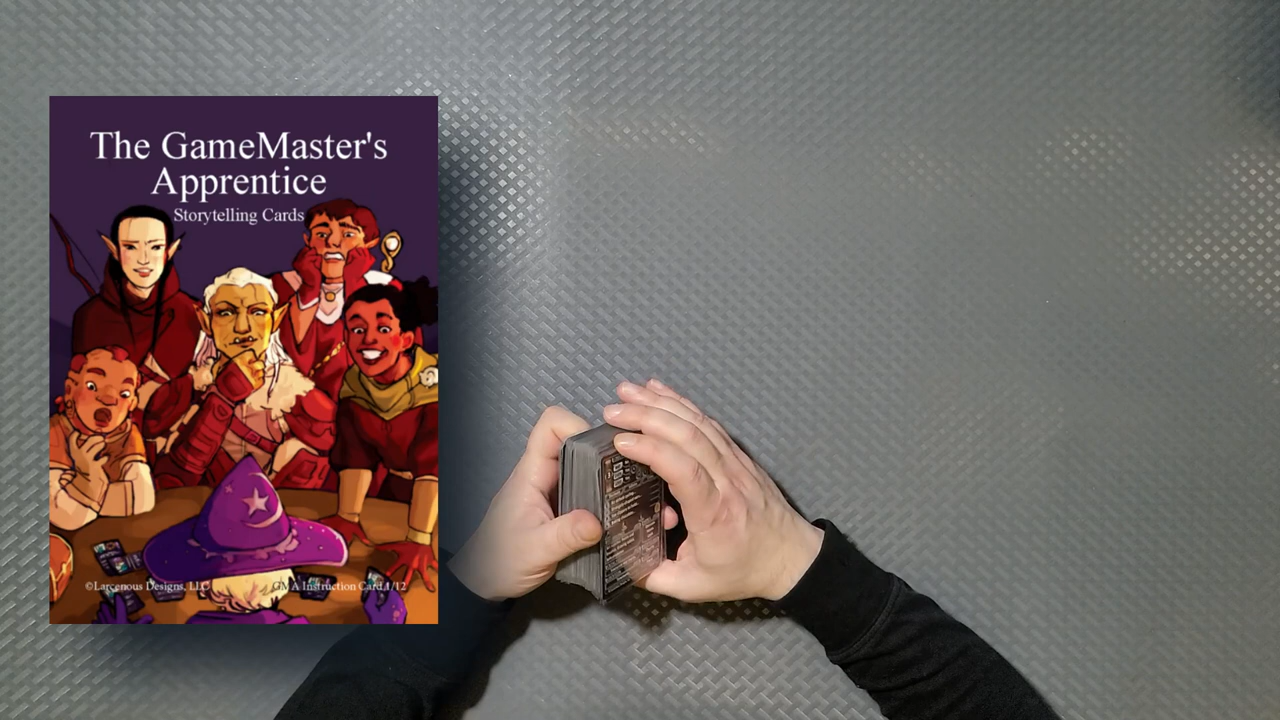 The GameMaster's
Apprentice
Storytelling Cards
©Larcenous Designs, LLC
GMA Instruction Card 1/12